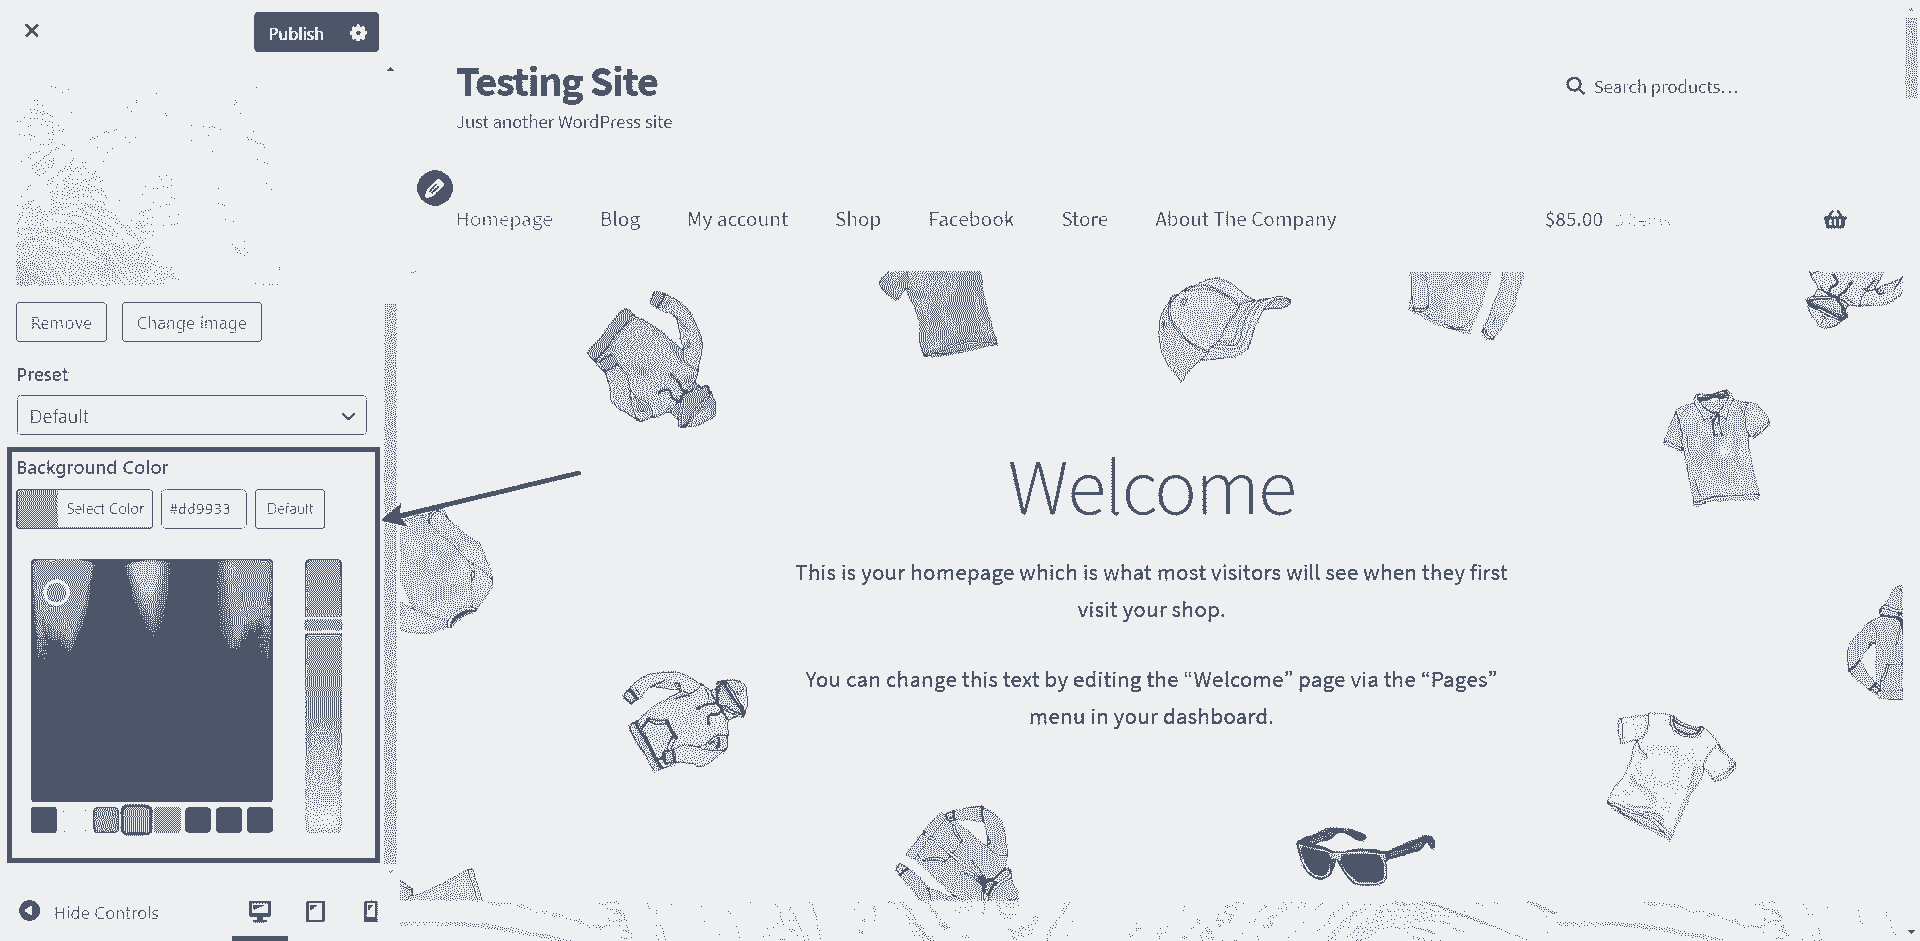 Publish
Testing Site
Just another WordPress site
Search products…
Homepage Blog My account Shop Facebook Store About The Company
$85.00
Remove Change image
Preset
Default
Background Color
Select Color #dd9933 Default
Welcome
This is your homepage which is what most visitors will see when they first
visit your shop.
You can change this text by editing the “Welcome” page via the “Pages”
menu in your dashboard.
Hide Controls